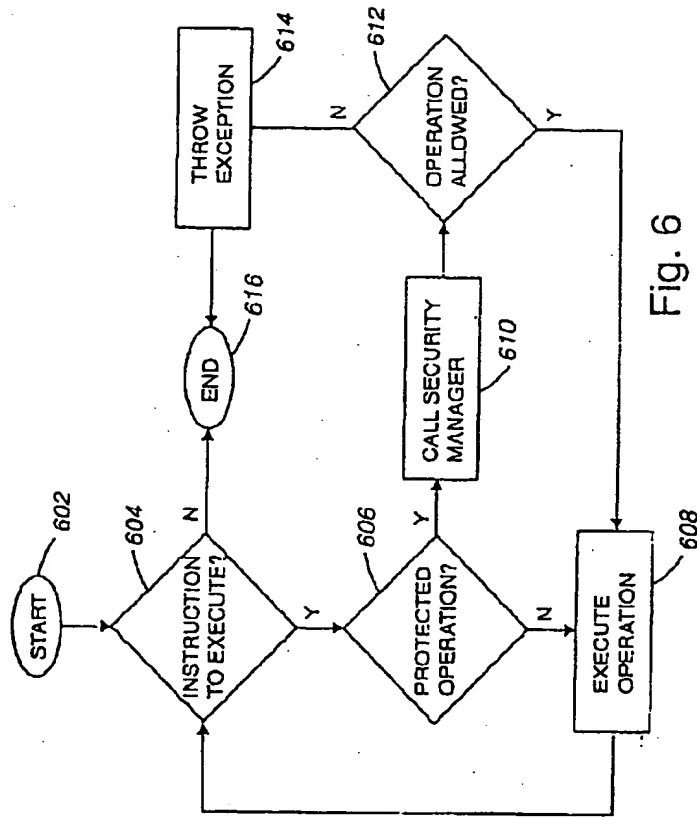 START
602
INSTRUCTION
TO EXECUTE?
604
N
Y
END
616
THROW
EXCEPTION
614
PROTECTED
OPERATION?
606
Y
N
CALL SECURITY
MANAGER
610
OPERATION
ALLOWED?
612
N
Y
EXECUTE
OPERATION
608
Fig. 6